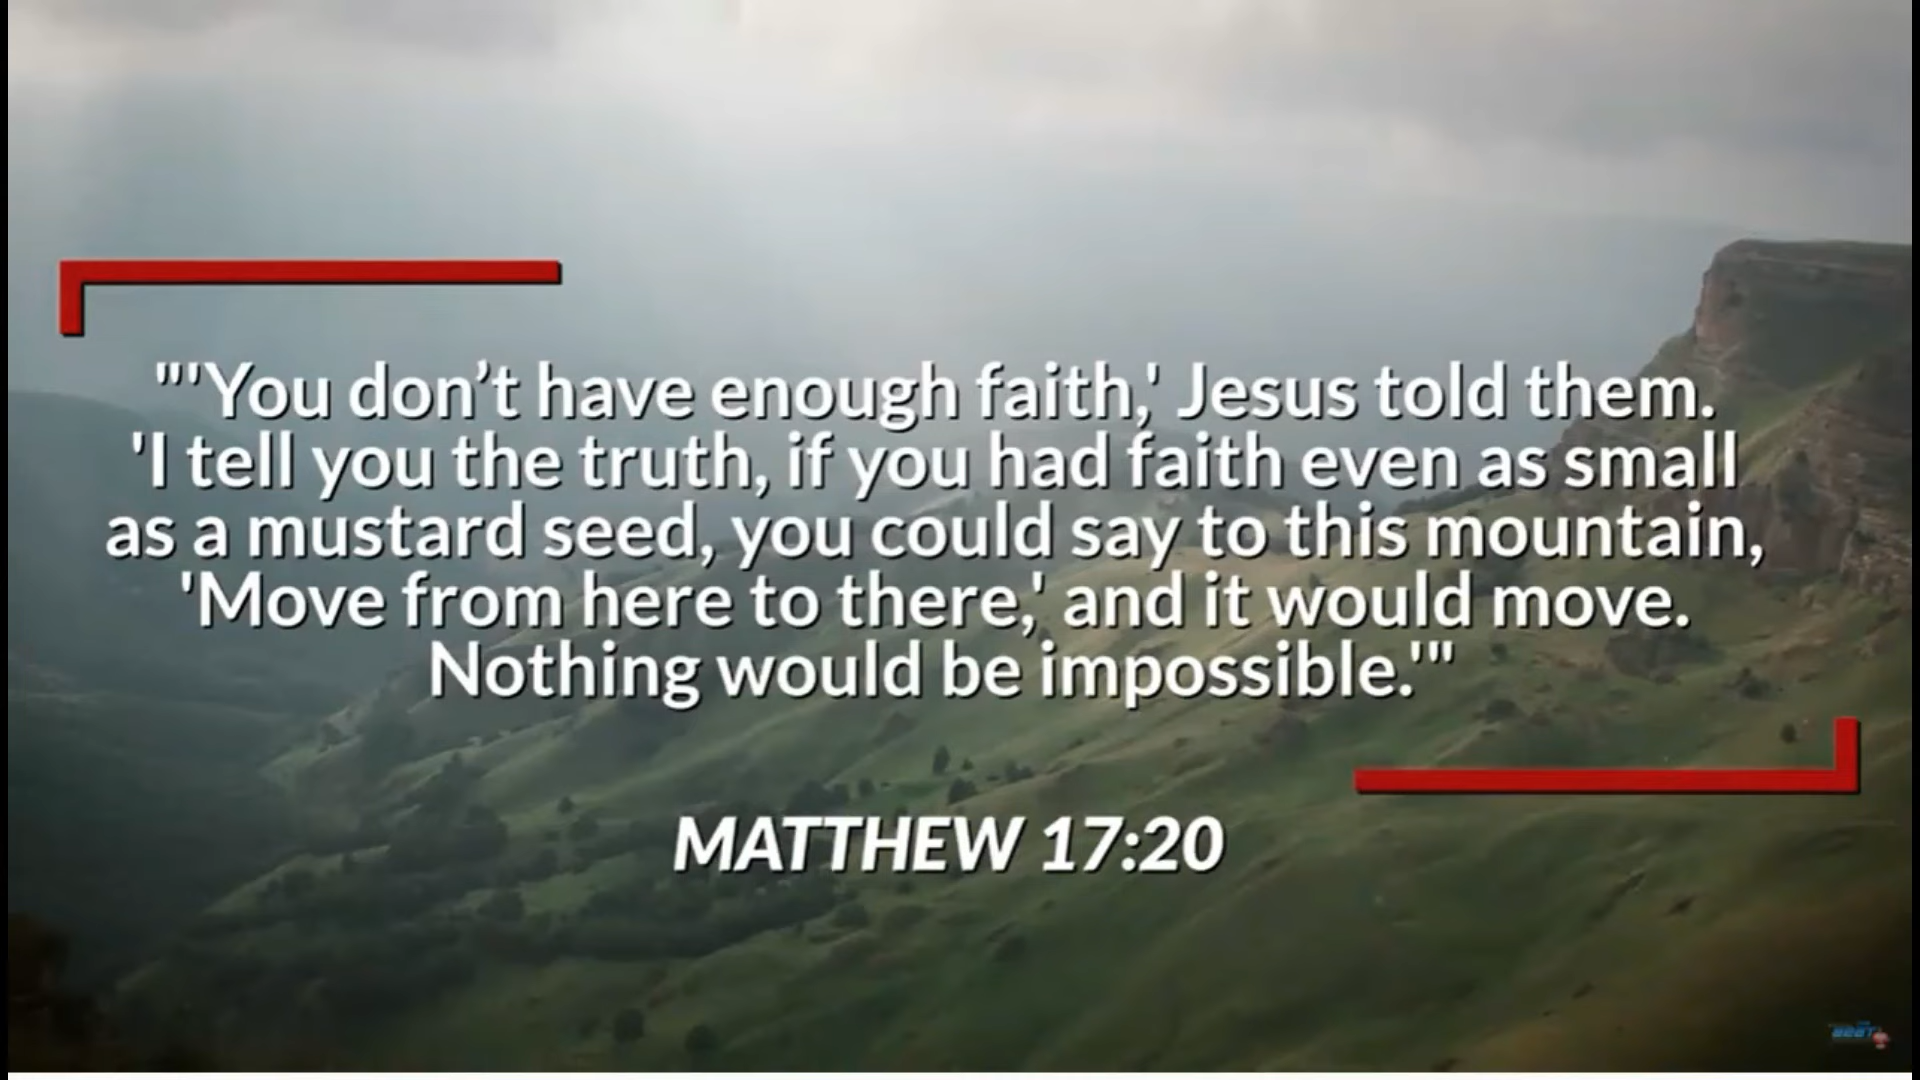 "'You don’t have enough faith,' Jesus told them.
'I tell you the truth, if you had faith even as small
as a mustard seed, you could say to this mountain,
'Move from here to there,' and it would move.
Nothing would be impossible.'"
MATTHEW 17:20